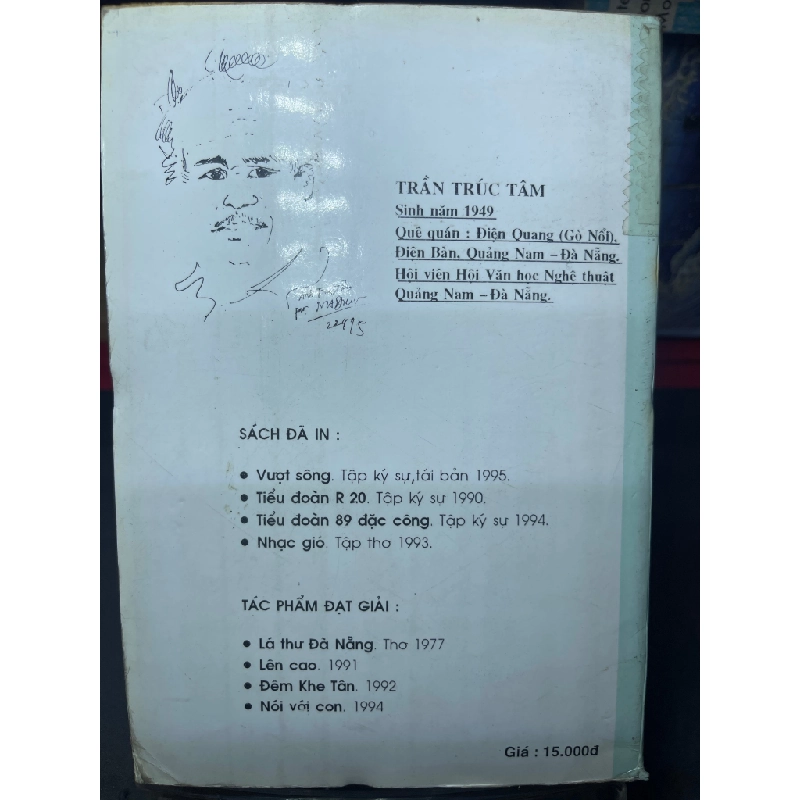 TRẦN TRÚC TÂM
Sinh năm 1949
Quê quán : Điện Quang (Gò Nổi).
Điện Bàn. Quảng Nam – Đà Nẵng.
Hội viên Hội Văn học Nghệ thuật
Quảng Nam – Đà Nẵng.
SÁCH ĐÃ IN :
• Vượt sông. Tập ký sự,tái bản 1995.
• Tiểu đoàn R 20. Tập ký sự 1990.
• Tiểu đoàn 89 đặc công. Tập ký sự 1994.
• Nhạc gió. Tập thơ 1993.
TÁC PHẨM ĐẠT GIẢI :
• Lá thư Đà Nẵng. Thơ 1977
• Lên cao. 1991
• Đêm Khe Tân. 1992
• Nói với con. 1994
Giá : 15.000đ